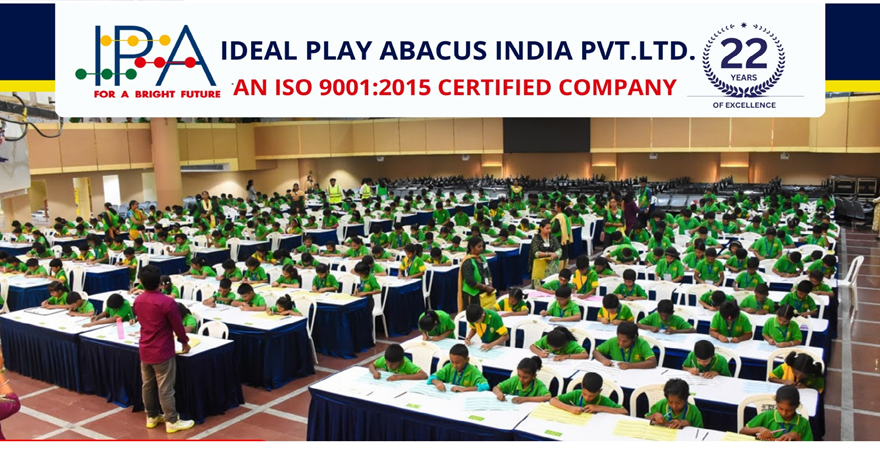 IPA
FOR A BRIGHT FUTURE
IDEAL PLAY ABACUS INDIA PVT.LTD.
AN ISO 9001:2015 CERTIFIED COMPANY
22
YEARS
OF EXCELLENCE